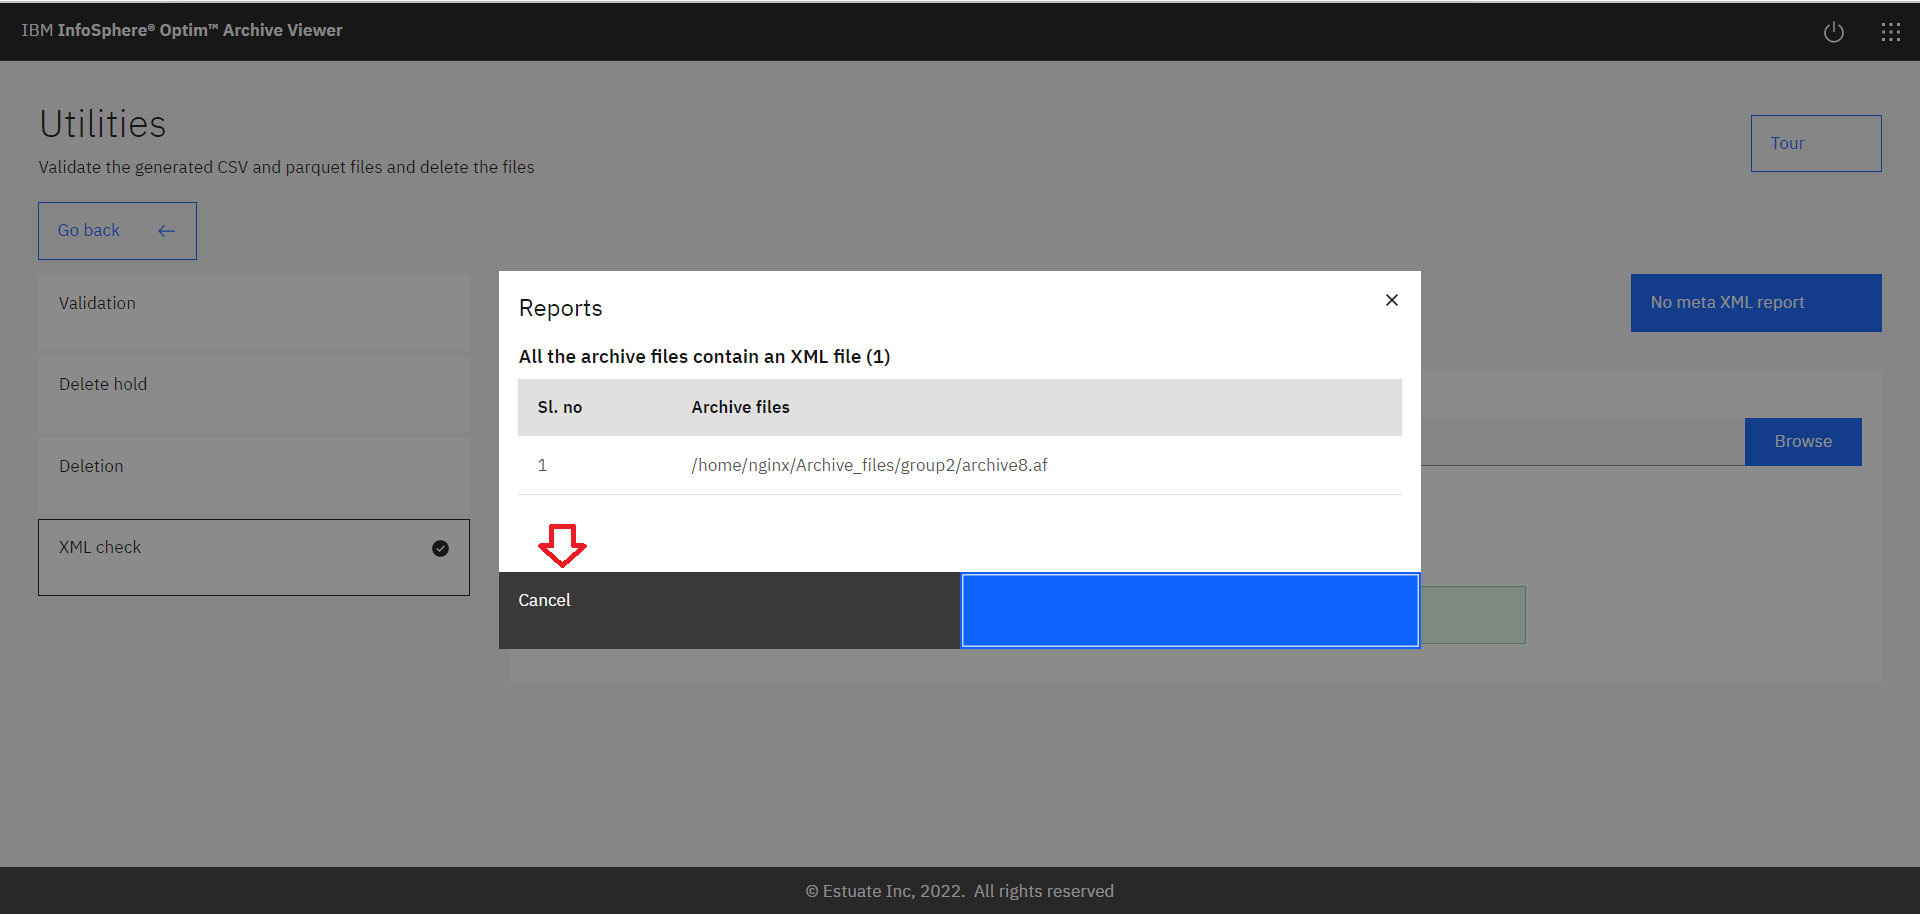 IBM InfoSphere® Optim™ Archive Viewer
Utilities
Validate the generated CSV and parquet files and delete the files
Tour
Go back
Validation
Delete hold
Deletion
XML check
No meta XML report
Browse
Reports
All the archive files contain an XML file (1)
Sl. no Archive files
1 /home/nginx/Archive_files/group2/archive8.af
Cancel
© Estuate Inc, 2022. All rights reserved